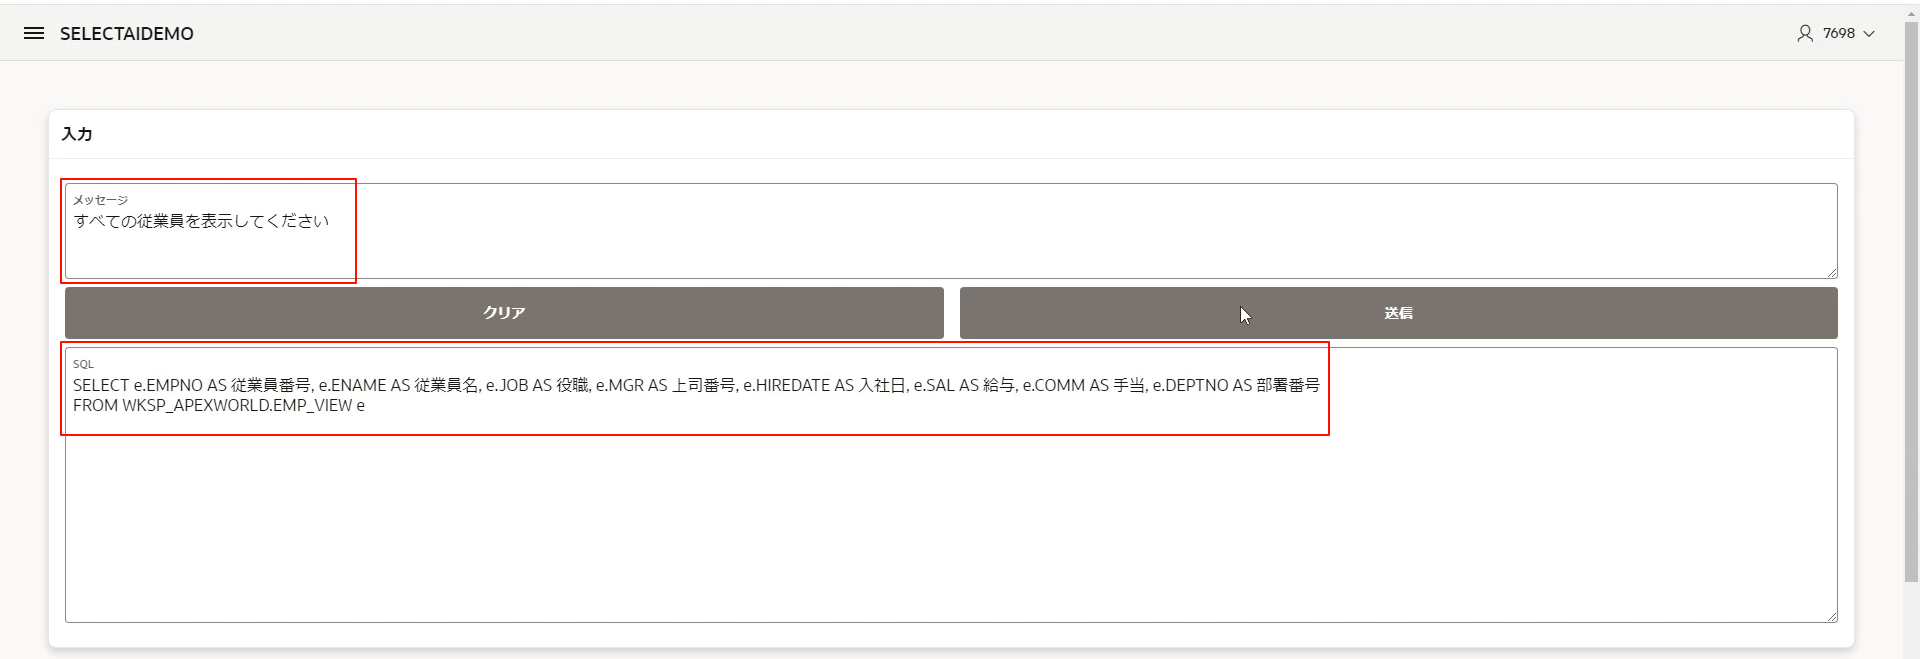 SELECTAIDEMO
7698
入力
メッセージ
すべての従業員を表示してください
クリア
送信
SQL
SELECT e.EMPNO AS 従業員番号, e.ENAME AS 従業員名, e.JOB AS 役職, e.MGR AS 上司番号, e.HIREDATE AS 入社日, e.SAL AS 給与, e.COMM AS 手当, e.DEPTNO AS 部署番号
FROM WKSP_APEXWORLD.EMP_VIEW e